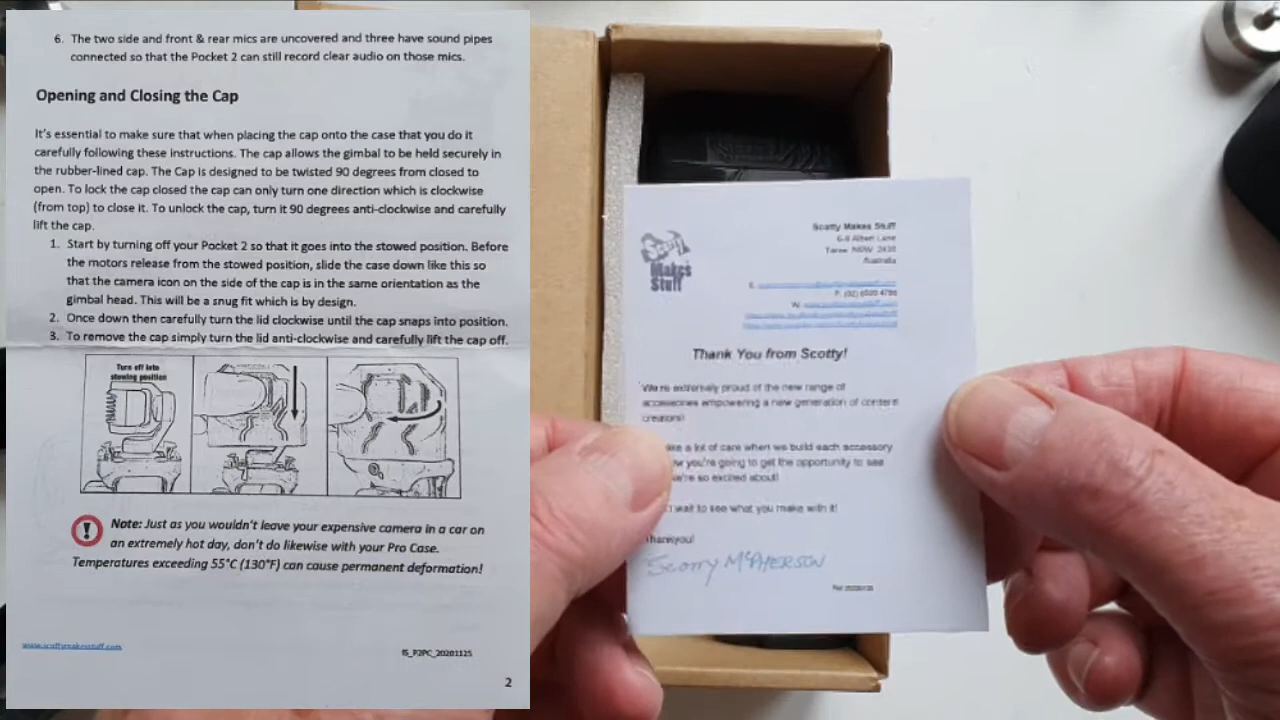 6. The two side and front & rear mics are uncovered and three have sound pipes
connected so that the Pocket 2 can still record clear audio on those mics.
Opening and Closing the Cap
It's essential to make sure that when placing the cap onto the case that you do it
carefully following these instructions. The cap allows the gimbal to be held securely in
the rubber-lined cap. The Cap is designed to be twisted 90 degrees from closed to
open. To lock the cap closed the cap can only turn one direction which is clockwise
(from top) to close it. To unlock the cap, turn it 90 degrees anti-clockwise and carefully
lift the cap.
1. Start by turning off your Pocket 2 so that it goes into the stowed position. Before
the motors release from the stowed position, slide the case down like this so
that the camera icon on the side of the cap is in the same orientation as the
gimbal head. This will be a snug fit which is by design.
2. Once down then carefully turn the lid clockwise until the cap snaps into position.
3. To remove the cap simply turn the lid anti-clockwise and carefully lift the cap off.
Turn off into
stowing position
Note: Just as you wouldn't leave your expensive camera in a car on
an extremely hot day, don't do likewise with your Pro Case.
Temperatures exceeding 55°C (130°F) can cause permanent deformation!
www.scottymakesstuff.com
IS_P2PC_20201125
2
Scotty
Makes
Stuff
Scotty Makes Stuff
6-8 Albert Lane
Taree NSW 2430
Australia
E.
P. (02) 6500 4786
W.
Thank You from Scotty!
We're extremely proud of the new range of
accessories empowering a new generation of content
creators!
ake a lot of care when we build each accessory
w you're going to get the opportunity to see
we're so excited about!
wait to see what you make with it!
Thankyou!
Scotty McPHERSON